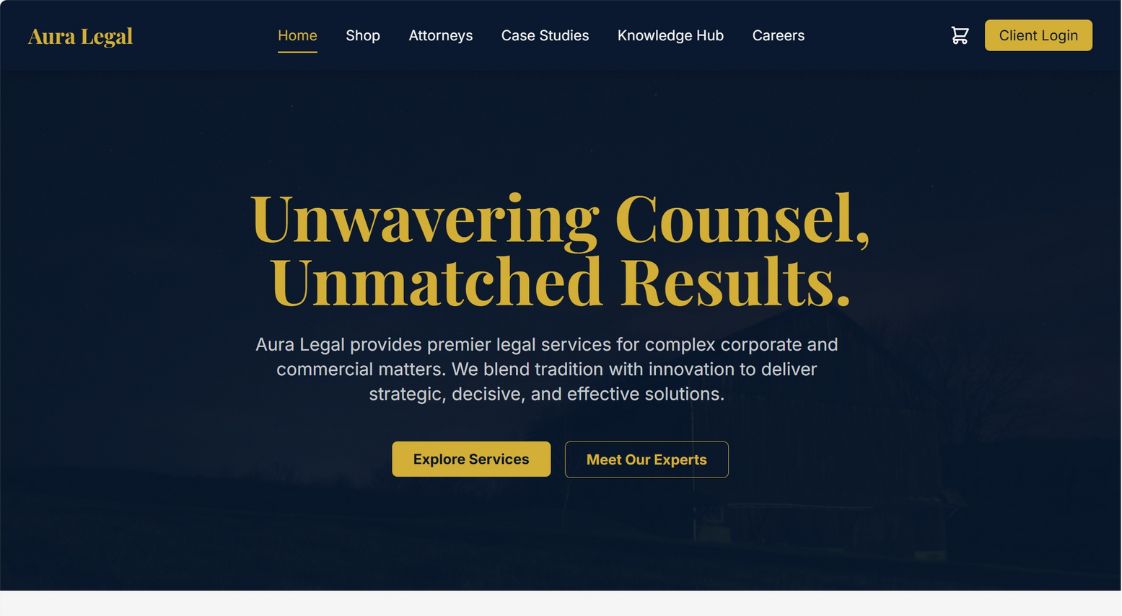 Aura Legal
Home Shop Attorneys Case Studies Knowledge Hub Careers
Client Login
Unwavering Counsel,
Unmatched Results.
Aura Legal provides premier legal services for complex corporate and
commercial matters. We blend tradition with innovation to deliver
strategic, decisive, and effective solutions.
Explore Services
Meet Our Experts